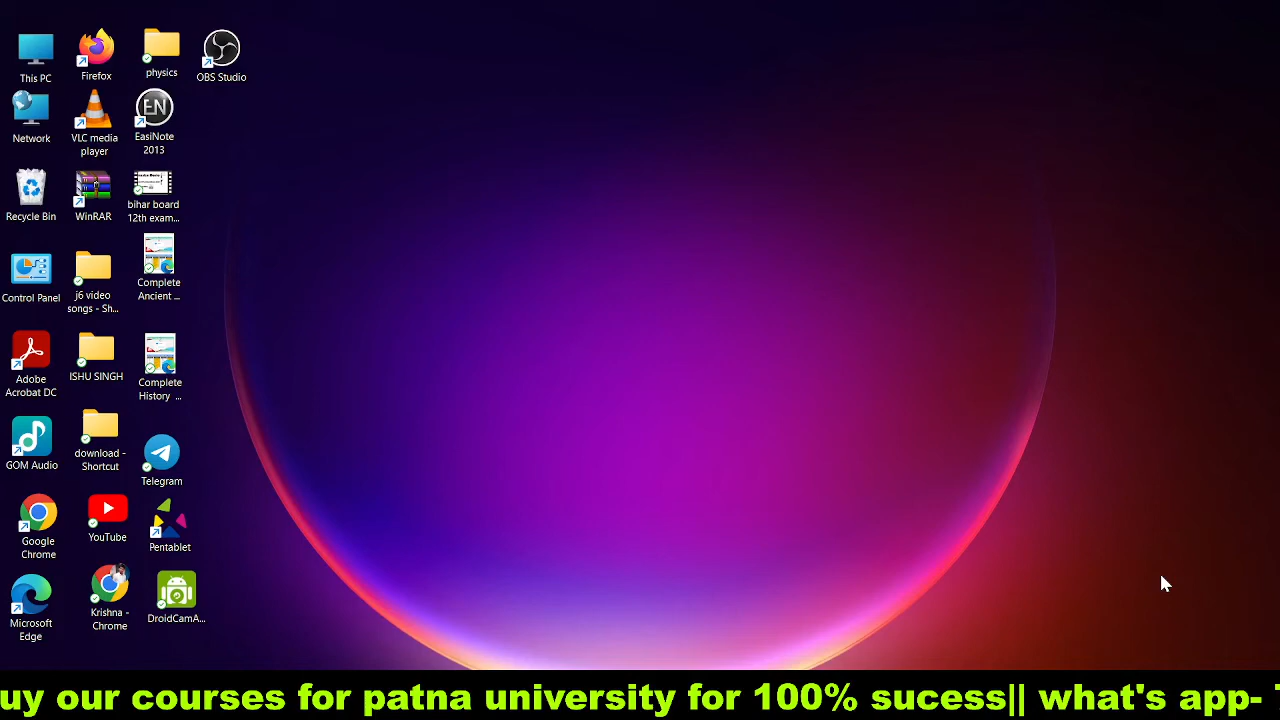 This PC
Firefox
physics
OBS Studio
Network
VLC media
player
EN
EasiNote
2013
Recycle Bin
WinRAR
bihar board
12th exam...
Control Panel
j6 video
songs - Sh...
Complete
Ancient ...
Adobe
Acrobat DC
ISHU SINGH
Complete
History ...
GOM Audio
download -
Shortcut
Telegram
Google
Chrome
YouTube
Pentablet
Microsoft
Edge
Krishna -
Chrome
DroidCamA...
uy our courses for patna university for 100% sucess|| what's app-